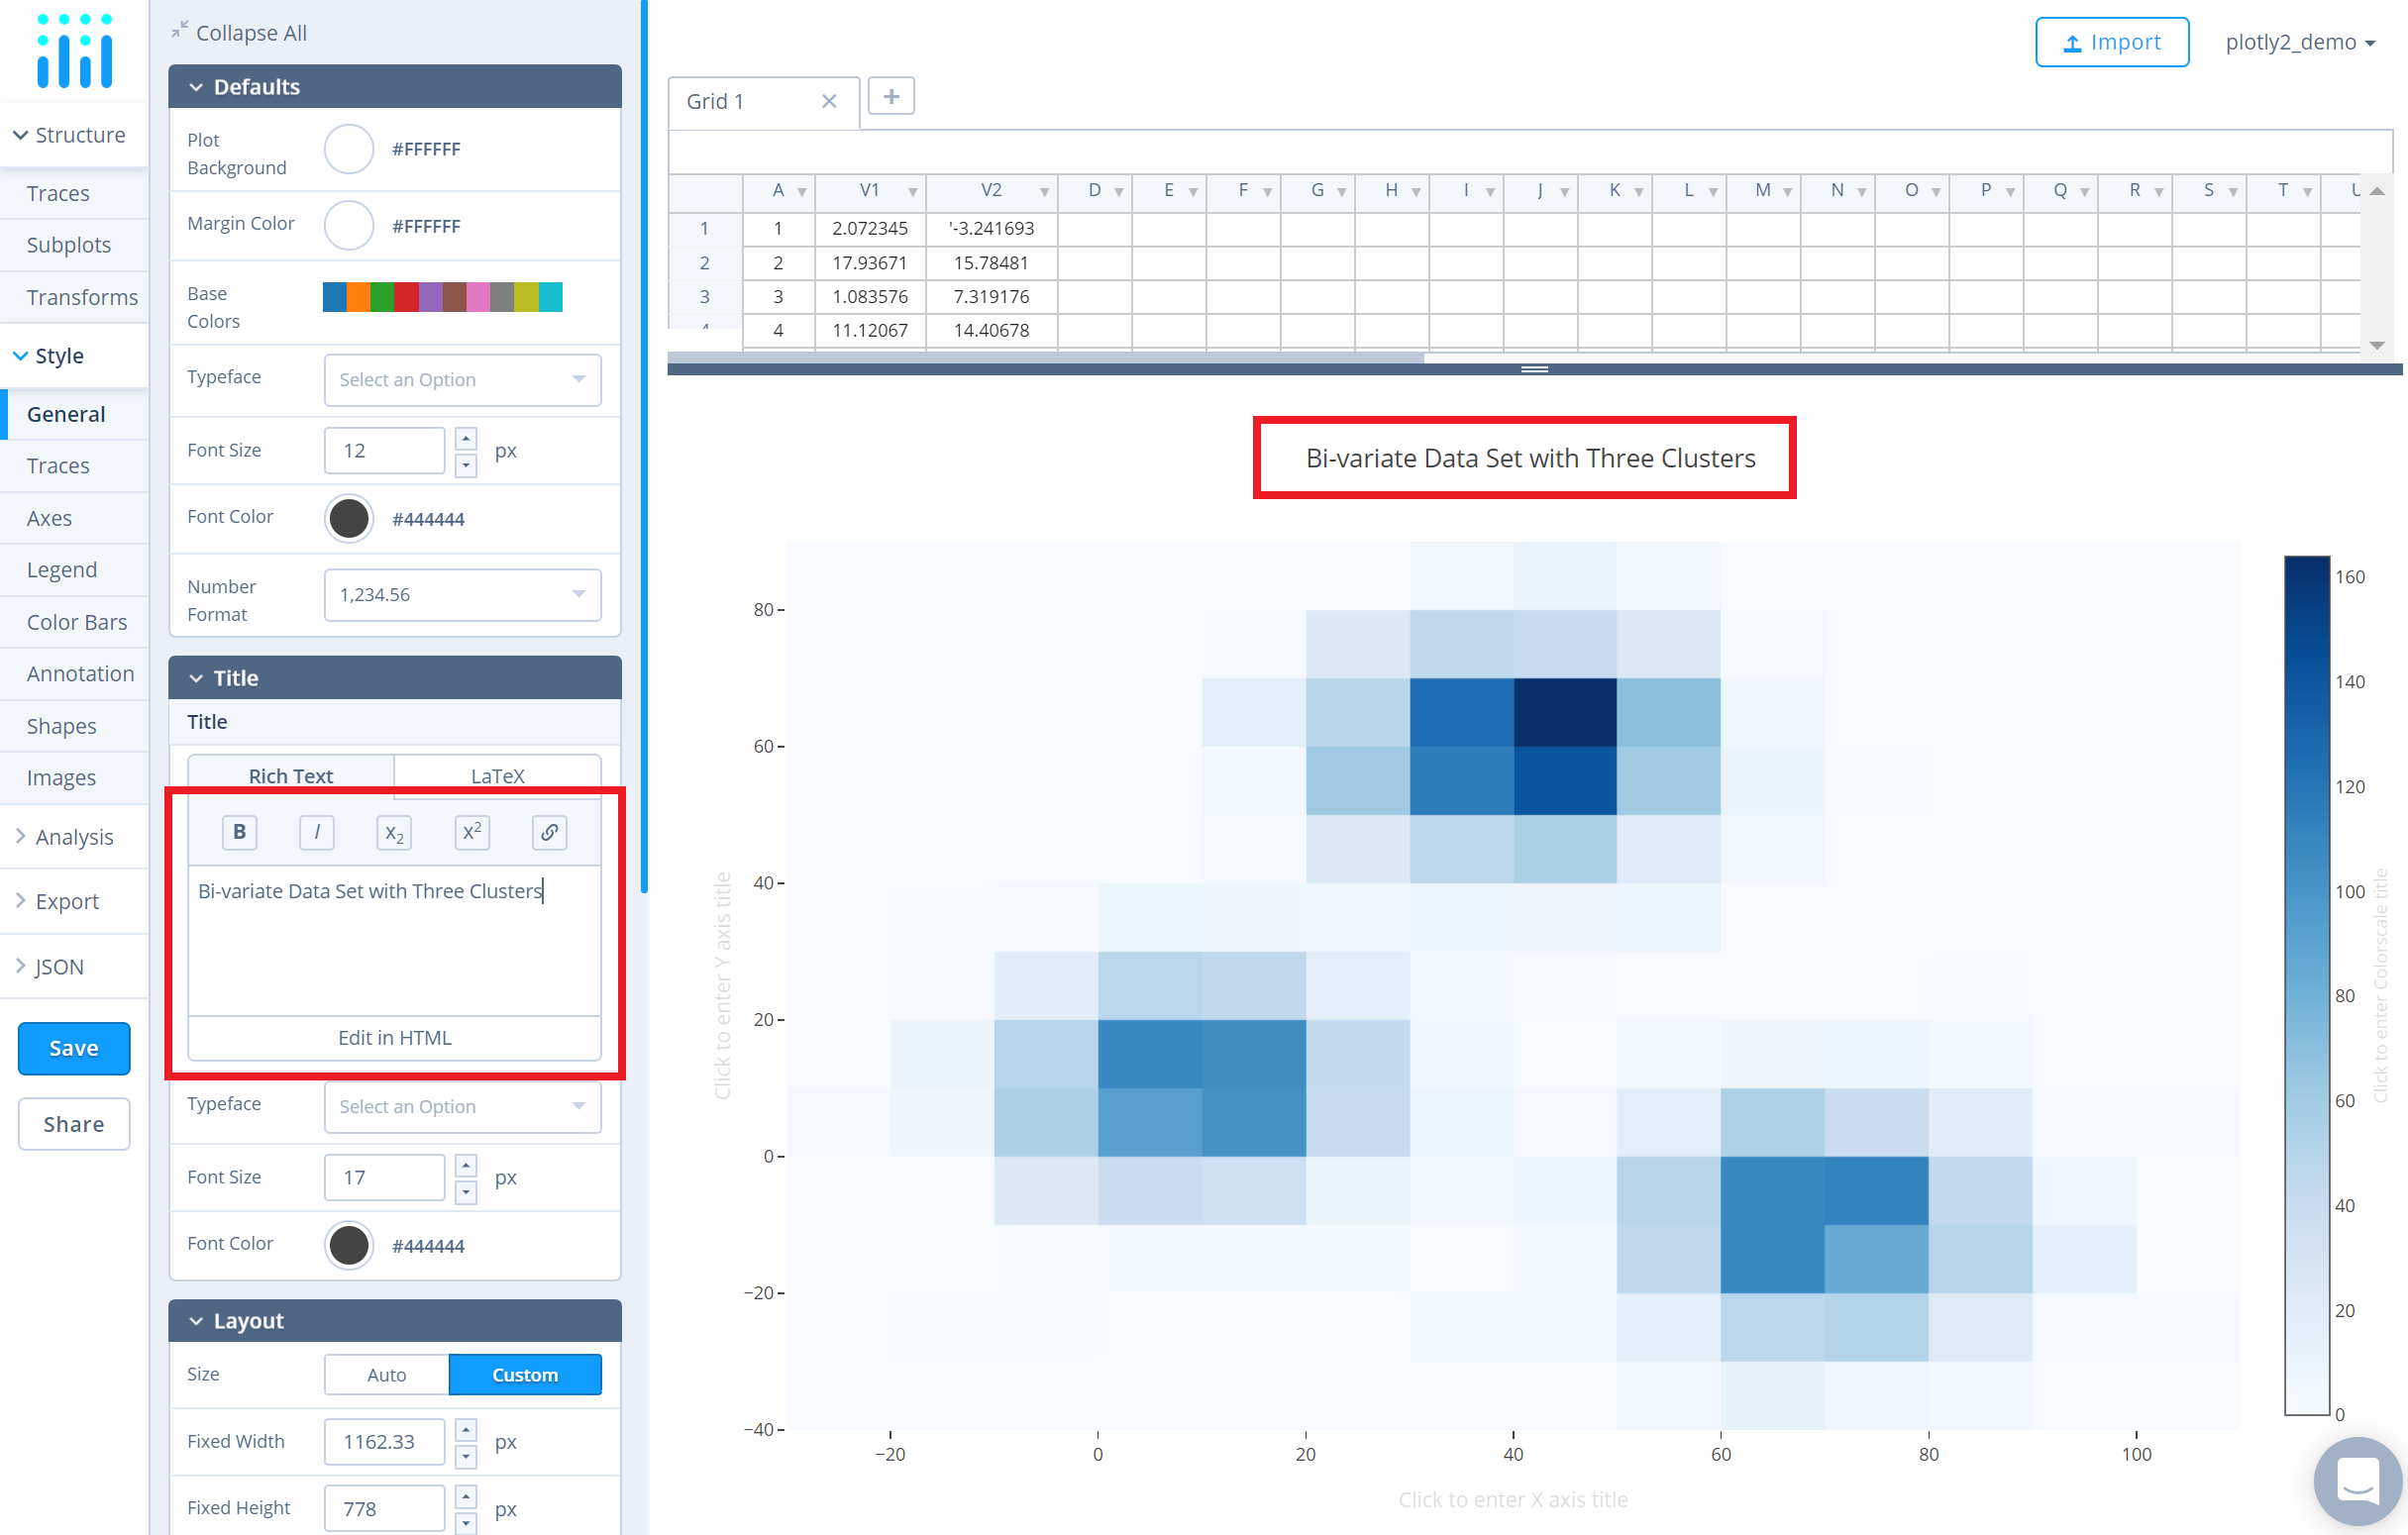 Collapse All
Defaults
Plot Background
#FFFFFF
Margin Color
#FFFFFF
Base Colors
Typeface
Select an Option
Font Size
12
px
Font Color
#444444
Number Format
1,234.56
Title
Title
Rich Text
LaTeX
B I x2 x2
Bi-variate Data Set with Three Clusters
Edit in HTML
Typeface
Select an Option
Font Size
17
px
Font Color
#444444
Layout
Size
Auto
Custom
Fixed Width
1162.33
px
Fixed Height
778
px
Structure
Traces
Subplots
Transforms
Style
General
Traces
Axes
Legend
Color Bars
Annotation
Shapes
Images
Analysis
Export
JSON
Save
Share
Import
plotly2_demo
Grid 1
+
A V1 V2 D E F G H I J K L M N O P Q R S T U
1 1 2.072345 '-3.241693
2 2 17.93671 15.78481
3 3 1.083576 7.319176
4 4 11.12067 14.40678
Bi-variate Data Set with Three Clusters
80
60
40
20
0
−20
−40
Click to enter Y axis title
−20 0 20 40 60 80 100
Click to enter X axis title
160
140
120
100
80
60
40
20
0
Click to enter Colorscale title